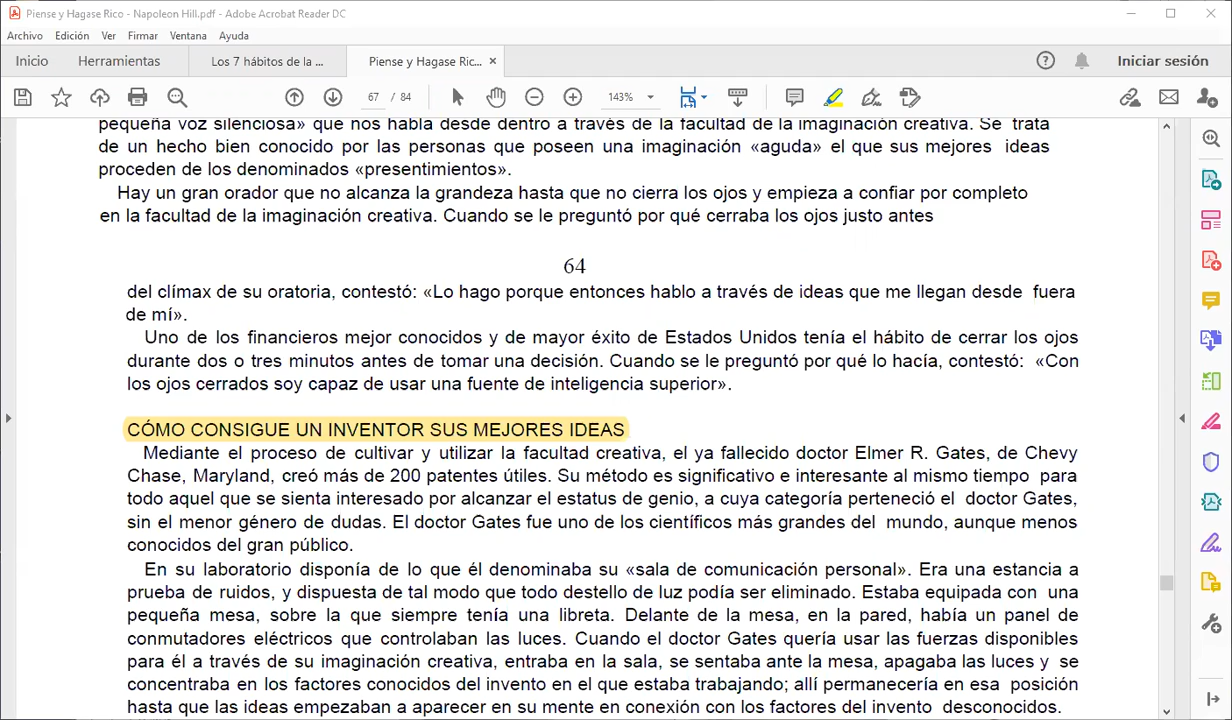 Piense y Hagase Rico - Napoleon Hill.pdf - Adobe Acrobat Reader DC
Archivo Edición Ver Firmar Ventana Ayuda
Inicio Herramientas Los 7 hábitos de la ... Piense y Hagase Ric... ×
67 / 84 143% Iniciar sesión
pequeña voz silenciosa» que nos habla desde dentro a través de la facultad de la imaginación creativa. Se trata
de un hecho bien conocido por las personas que poseen una imaginación «aguda» el que sus mejores ideas
proceden de los denominados «presentimientos».
Hay un gran orador que no alcanza la grandeza hasta que no cierra los ojos y empieza a confiar por completo
en la facultad de la imaginación creativa. Cuando se le preguntó por qué cerraba los ojos justo antes
64
del clímax de su oratoria, contestó: «Lo hago porque entonces hablo a través de ideas que me llegan desde fuera
de mí».
Uno de los financieros mejor conocidos y de mayor éxito de Estados Unidos tenía el hábito de cerrar los ojos
durante dos o tres minutos antes de tomar una decisión. Cuando se le preguntó por qué lo hacía, contestó: «Con
los ojos cerrados soy capaz de usar una fuente de inteligencia superior».
CÓMO CONSIGUE UN INVENTOR SUS MEJORES IDEAS
Mediante el proceso de cultivar y utilizar la facultad creativa, el ya fallecido doctor Elmer R. Gates, de Chevy
Chase, Maryland, creó más de 200 patentes útiles. Su método es significativo e interesante al mismo tiempo para
todo aquel que se sienta interesado por alcanzar el estatus de genio, a cuya categoría perteneció el doctor Gates,
sin el menor género de dudas. El doctor Gates fue uno de los científicos más grandes del mundo, aunque menos
conocidos del gran público.
En su laboratorio disponía de lo que él denominaba su «sala de comunicación personal». Era una estancia a
prueba de ruidos, y dispuesta de tal modo que todo destello de luz podía ser eliminado. Estaba equipada con una
pequeña mesa, sobre la que siempre tenía una libreta. Delante de la mesa, en la pared, había un panel de
conmutadores eléctricos que controlaban las luces. Cuando el doctor Gates quería usar las fuerzas disponibles
para él a través de su imaginación creativa, entraba en la sala, se sentaba ante la mesa, apagaba las luces y se
concentraba en los factores conocidos del invento en el que estaba trabajando; allí permanecería en esa posición
hasta que las ideas empezaban a aparecer en su mente en conexión con los factores del invento desconocidos.